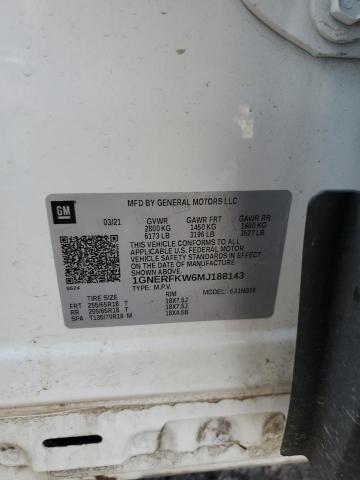 GM
MFD BY GENERAL MOTORS LLC
03/21 GVWR GAWR FRT GAWR RR
2800 KG 1450 KG 1600 KG
6173 LB 3196 LB 3527 LB
THIS VEHICLE CONFORMS TO ALL
APPLICABLE U.S. FEDERAL MOTOR
VEHICLE SAFETY STANDARDS
IN EFFECT ON THE DATE OF
MANUFACTURE SHOWN ABOVE.
1GNERFKW6MJ188143
TYPE: M.P.V. MODEL:
TIRE SIZE RIM
FRT 255/65R18 T 18X7.5J
RR 255/65R18 T 18X7.5J
SPA T135/70R18 M 18X4.5B